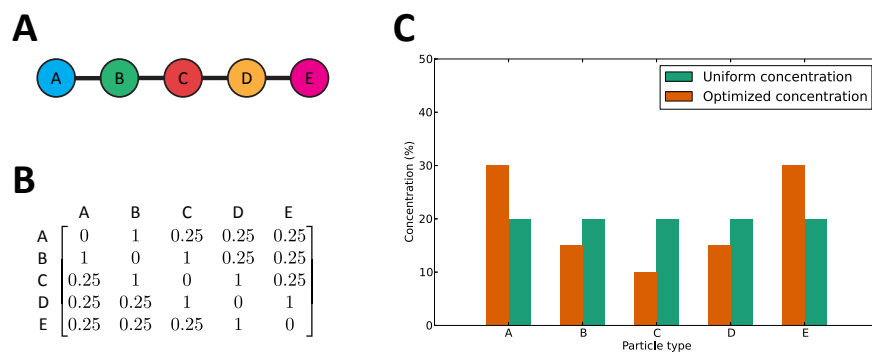 A
A B C D E
B
A B C D E
A 0 1 0.25 0.25 0.25
B 1 0 1 0.25 0.25
C 0.25 1 0 1 0.25
D 0.25 0.25 1 0 1
E 0.25 0.25 0.25 1 0
C
50
40
30
20
10
0
Concentration (%)
Uniform concentration
Optimized concentration
A B C D E
Particle type